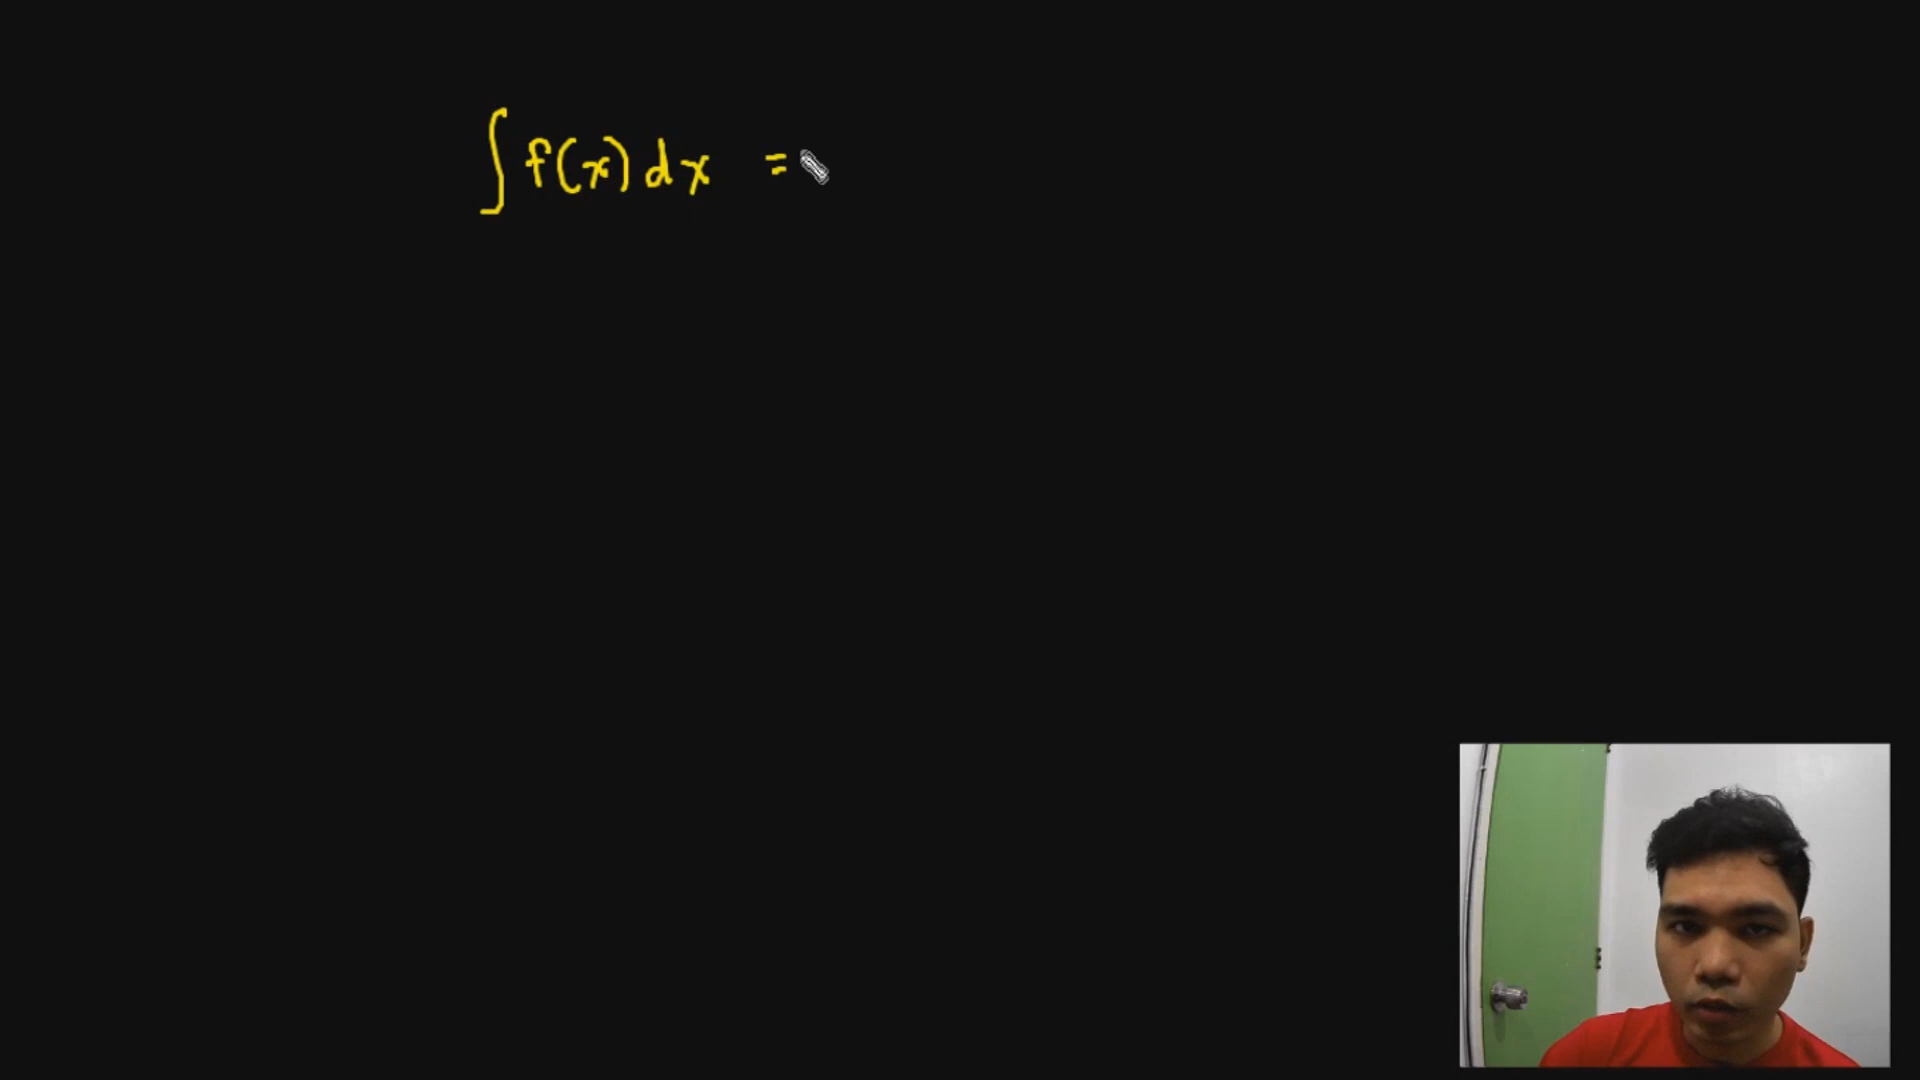 ∫ f(x) dx =